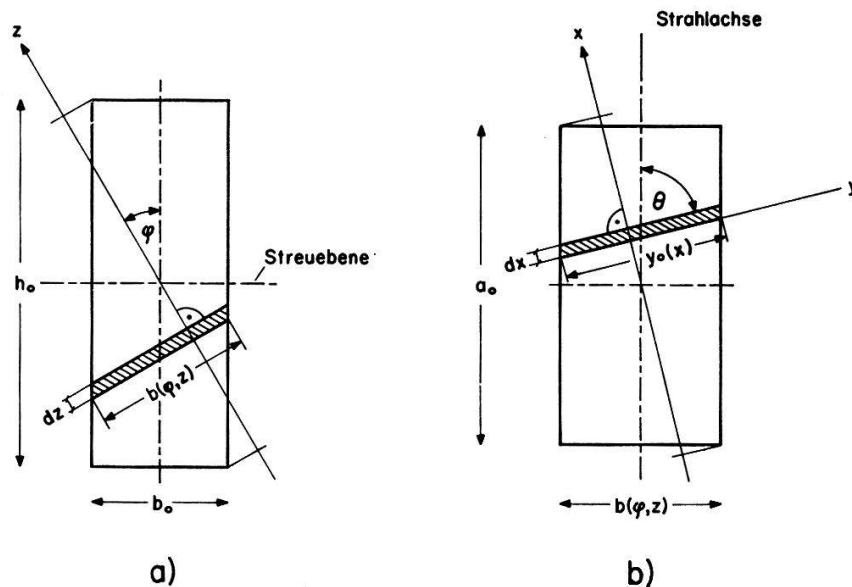 z
φ
Streuebene
h₀
dz
b(φ,z)
b₀
a)
Strahlachse
x
θ
y
dx
y₀(x)
a₀
b(φ,z)
b)